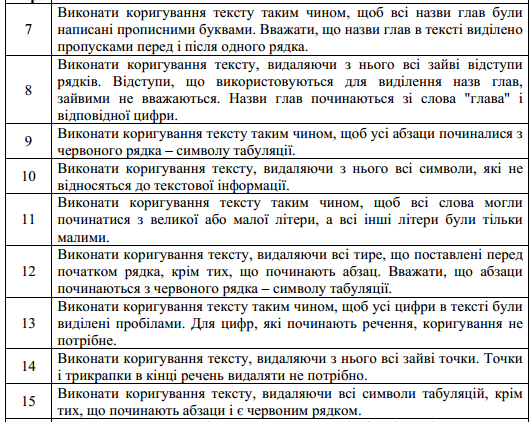 7
Виконати коригування тексту таким чином, щоб всі назви глав були
написані прописними буквами. Вважати, що назви глав в тексті виділено
пропусками перед і після одного рядка.
8
Виконати коригування тексту, видаляючи з нього всі зайві відступи
рядків. Відступи, що використовуються для виділення назв глав,
зайвими не вважаються. Назви глав починаються зі слова "глава" і
відповідної цифри.
9
Виконати коригування тексту таким чином, щоб усі абзаци починалися з
червоного рядка – символу табуляції.
10
Виконати коригування тексту, видаляючи з нього всі символи, які не
відносяться до текстової інформації.
11
Виконати коригування тексту таким чином, щоб всі слова могли
починатися з великої або малої літери, а всі інші літери були тільки
малими.
12
Виконати коригування тексту, видаляючи всі тире, що поставлені перед
початком рядка, крім тих, що починають абзац. Вважати, що абзаци
починаються з червоного рядка – символу табуляції.
13
Виконати коригування тексту таким чином, щоб усі цифри в тексті були
виділені пробілами. Для цифр, які починають речення, коригування не
потрібне.
14
Виконати коригування тексту, видаляючи з нього всі зайві точки. Точки
і трикрапки в кінці речень видаляти не потрібно.
15
Виконати коригування тексту, видаляючи всі символи табуляцій, крім
тих, що починають абзаци і є червоним рядком.